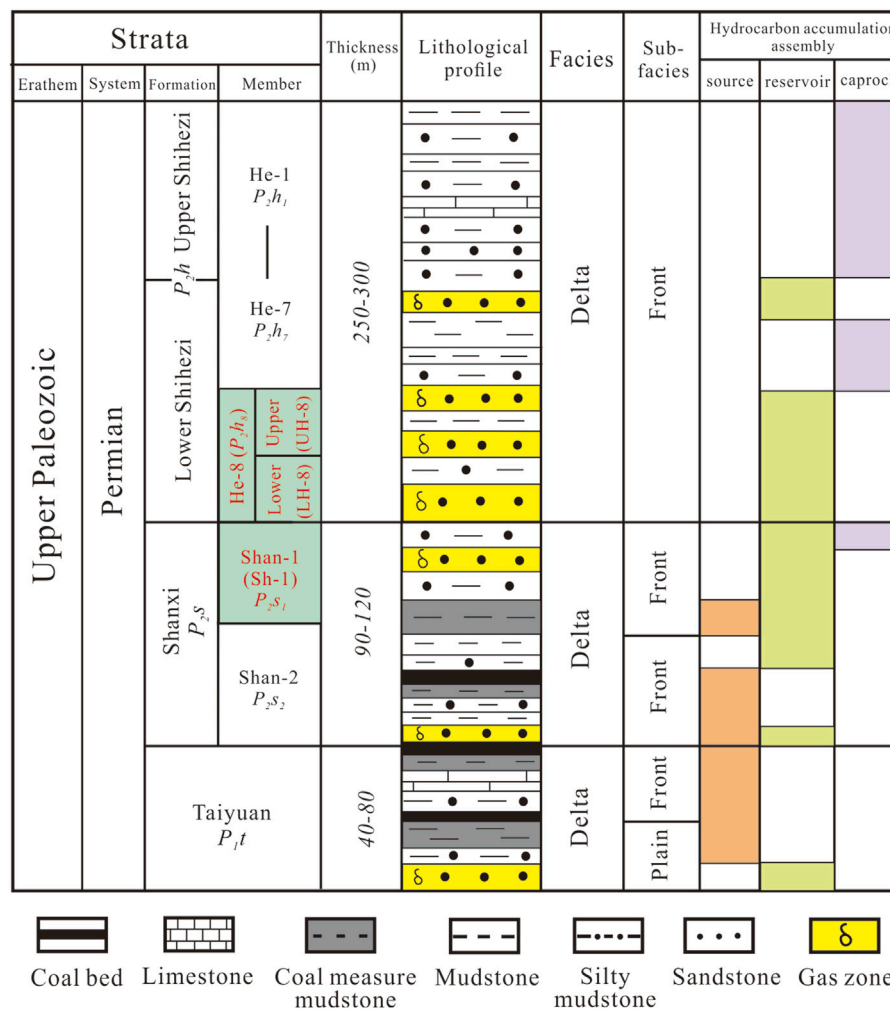 Strata
Thickness
(m)
Lithological
profile
Facies
Sub-
facies
Hydrocarbon accumulation
assembly
Erathem
System
Formation
Member
source
reservoir
caprock
Upper Paleozoic
Permian
P₂h Upper Shihezi
Lower Shihezi
He-1
P₂h₁
He-7
P₂h₇
He-8 (P₂h₈)
Upper
(UH-8)
Lower
(LH-8)
250-300
Delta
Front
Shanxi
P₂s
Shan-1
(Sh-1)
P₂s₁
Shan-2
P₂s₂
90-120
Delta
Front
Front
Taiyuan
P₁t
40-80
Delta
Front
Plain
Coal bed
Limestone
Coal measure
mudstone
Mudstone
Silty
mudstone
Sandstone
Gas zone